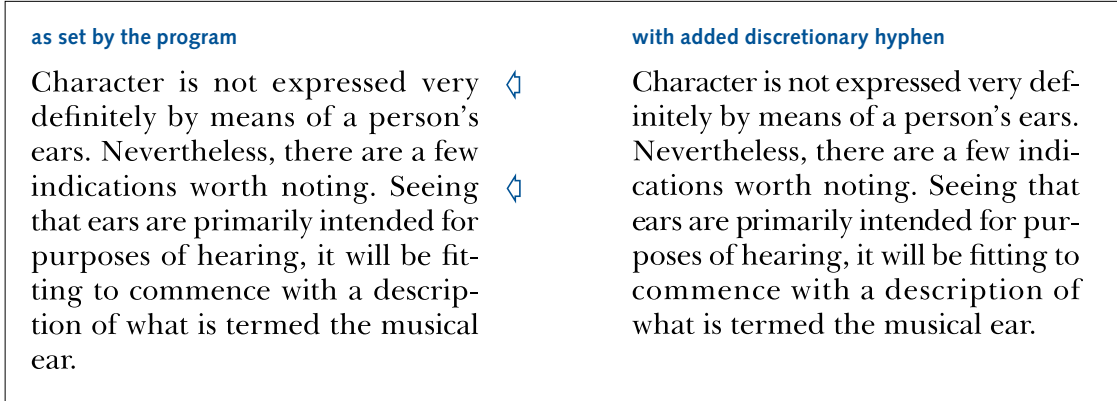 as set by the program
Character is not expressed very
definitely by means of a person’s
ears. Nevertheless, there are a few
indications worth noting. Seeing
that ears are primarily intended for
purposes of hearing, it will be fit-
ting to commence with a descrip-
tion of what is termed the musical
ear.
with added discretionary hyphen
Character is not expressed very def-
initely by means of a person’s ears.
Nevertheless, there are a few indi-
cations worth noting. Seeing that
ears are primarily intended for pur-
poses of hearing, it will be fitting to
commence with a description of
what is termed the musical ear.